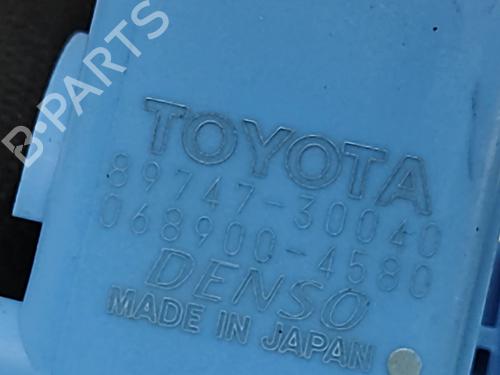 B-PARTS
TOYOTA
89747-30040
068900-4580
DENSO
MADE IN JAPAN